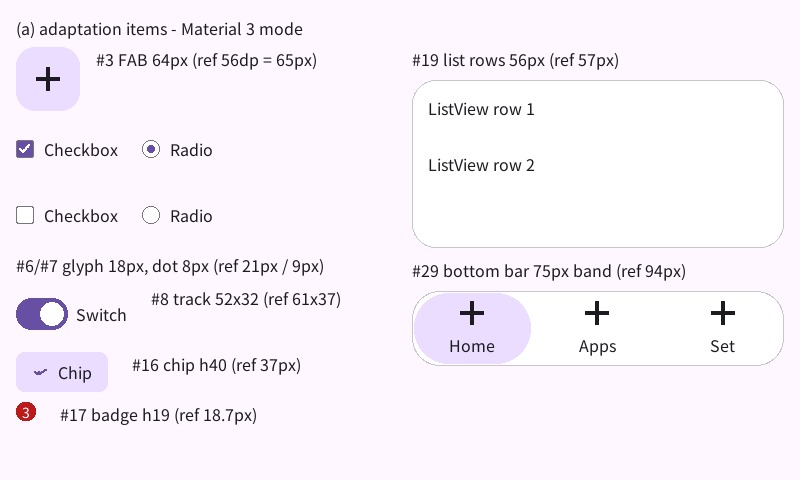 (a) adaptation items - Material 3 mode
#3 FAB 64px (ref 56dp = 65px)
Checkbox Radio
Checkbox Radio
#6/#7 glyph 18px, dot 8px (ref 21px / 9px)
#8 track 52x32 (ref 61x37)
Switch
#16 chip h40 (ref 37px)
Chip
3
#17 badge h19 (ref 18.7px)
#19 list rows 56px (ref 57px)
ListView row 1
ListView row 2
#29 bottom bar 75px band (ref 94px)
Home Apps Set